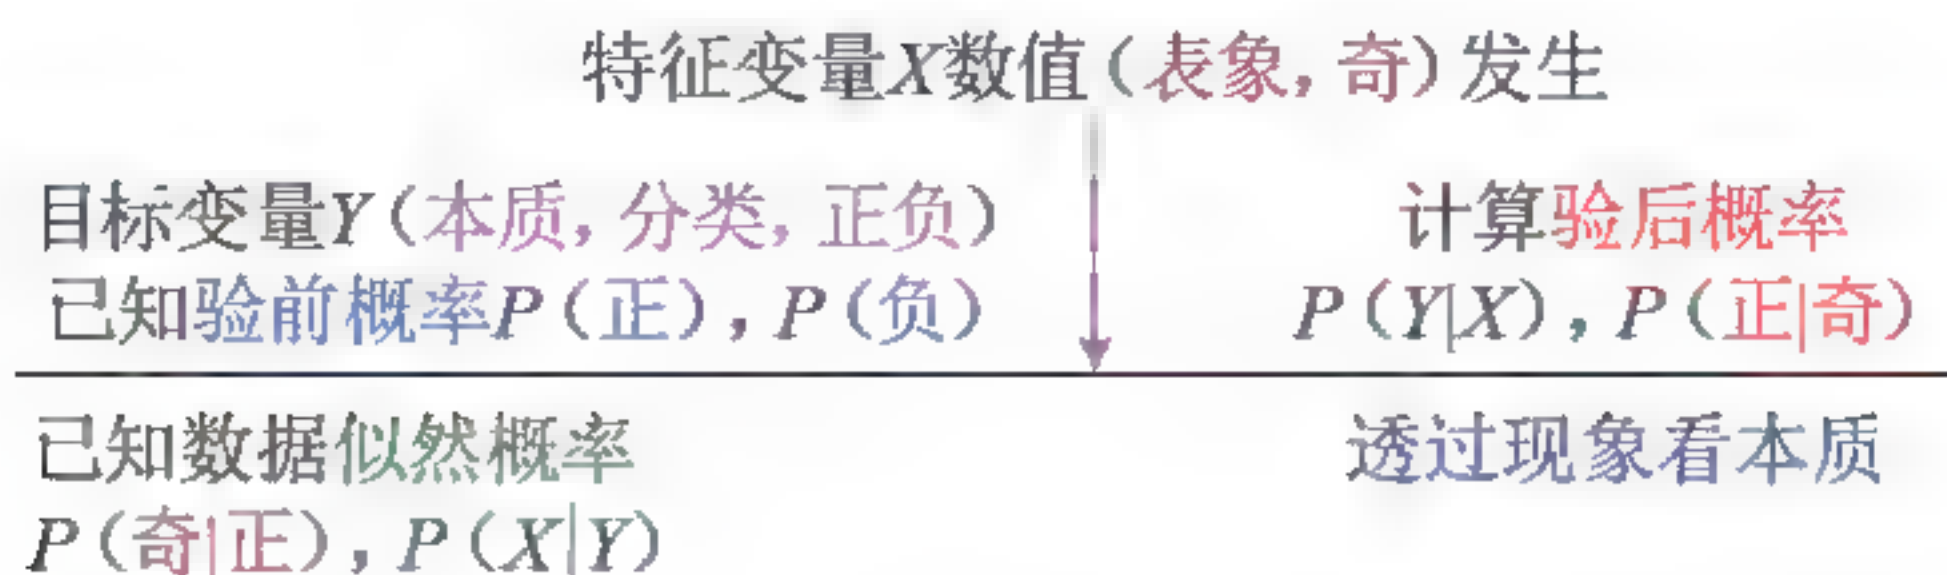 特征变量X数值(表象,奇)发生
目标变量Y(本质,分类,正负)
已知验前概率P(正),P(负)
计算验后概率
P(Y|X),P(正|奇)
已知数据似然概率
P(奇|正),P(X|Y)
透过现象看本质